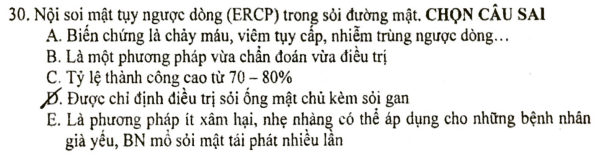 30. Nội soi mật tụy ngược dòng (ERCP) trong sỏi đường mật. CHỌN CÂU SAI
A. Biến chứng là chảy máu, viêm tụy cấp, nhiễm trùng ngược dòng…
B. Là một phương pháp vừa chẩn đoán vừa điều trị
C. Tỷ lệ thành công cao từ 70 – 80%
D. Được chỉ định điều trị sỏi ống mật chủ kèm sỏi gan
E. Là phương pháp ít xâm hại, nhẹ nhàng có thể áp dụng cho những bệnh nhân
già yếu, BN mổ sỏi mật tái phát nhiều lần